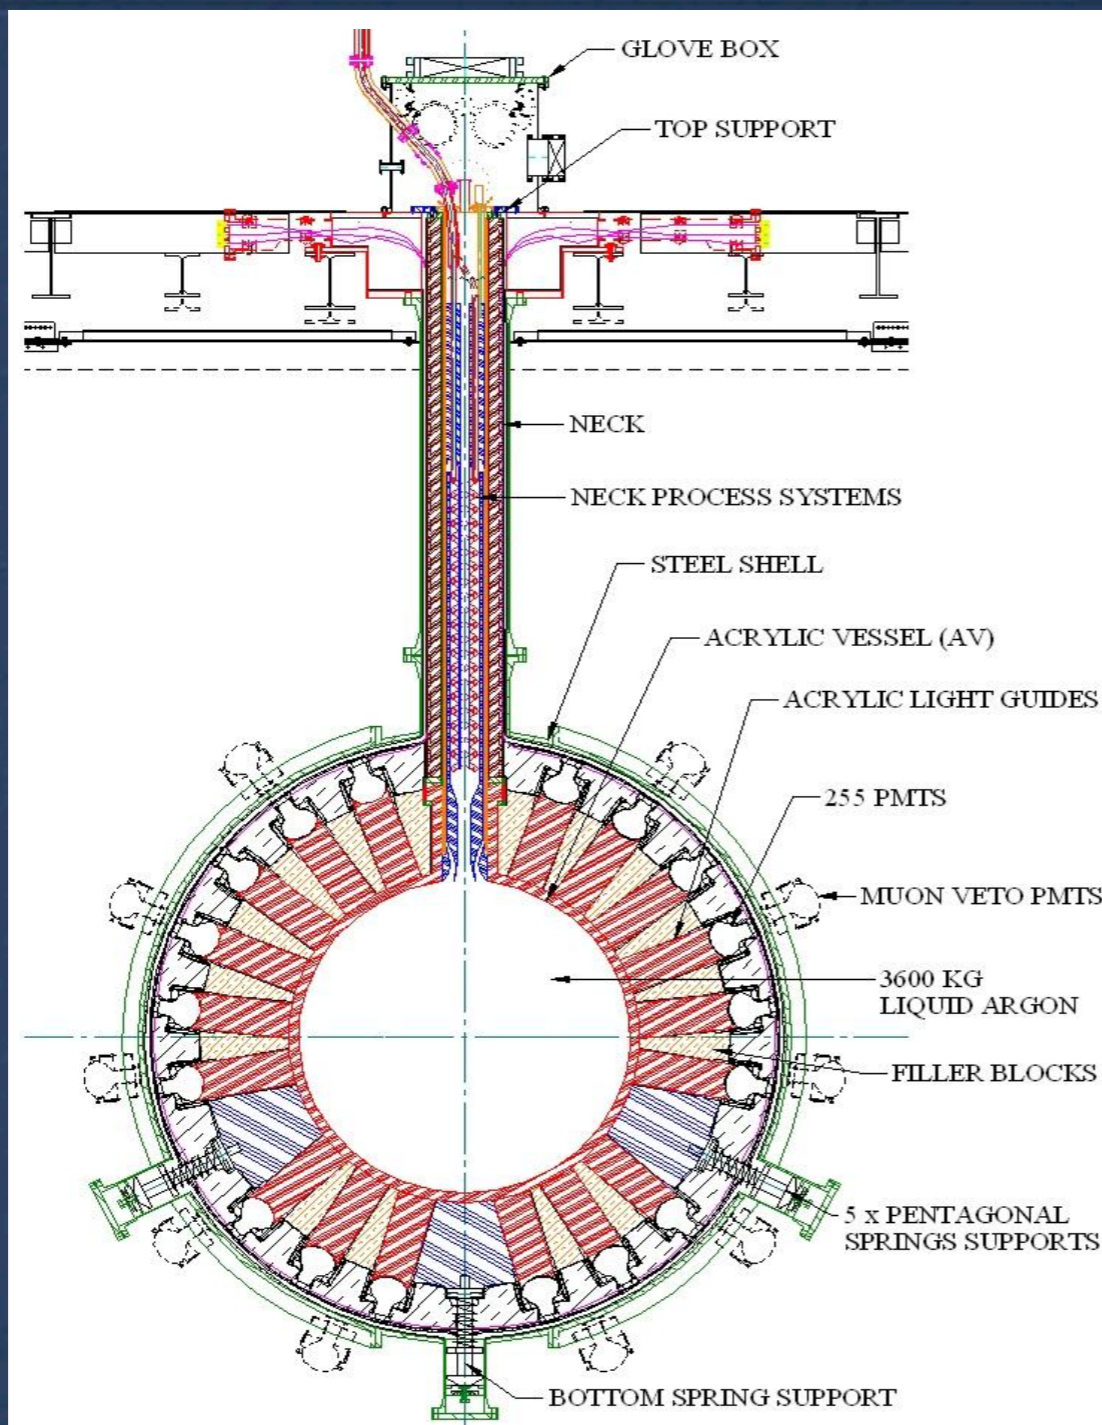 GLOVE BOX
TOP SUPPORT
NECK
NECK PROCESS SYSTEMS
STEEL SHELL
ACRYLIC VESSEL (AV)
ACRYLIC LIGHT GUIDES
255 PMTS
MUON VETO PMTS
3600 KG
LIQUID ARGON
FILLER BLOCKS
5 x PENTAGONAL
SPRINGS SUPPORTS
BOTTOM SPRING SUPPORT